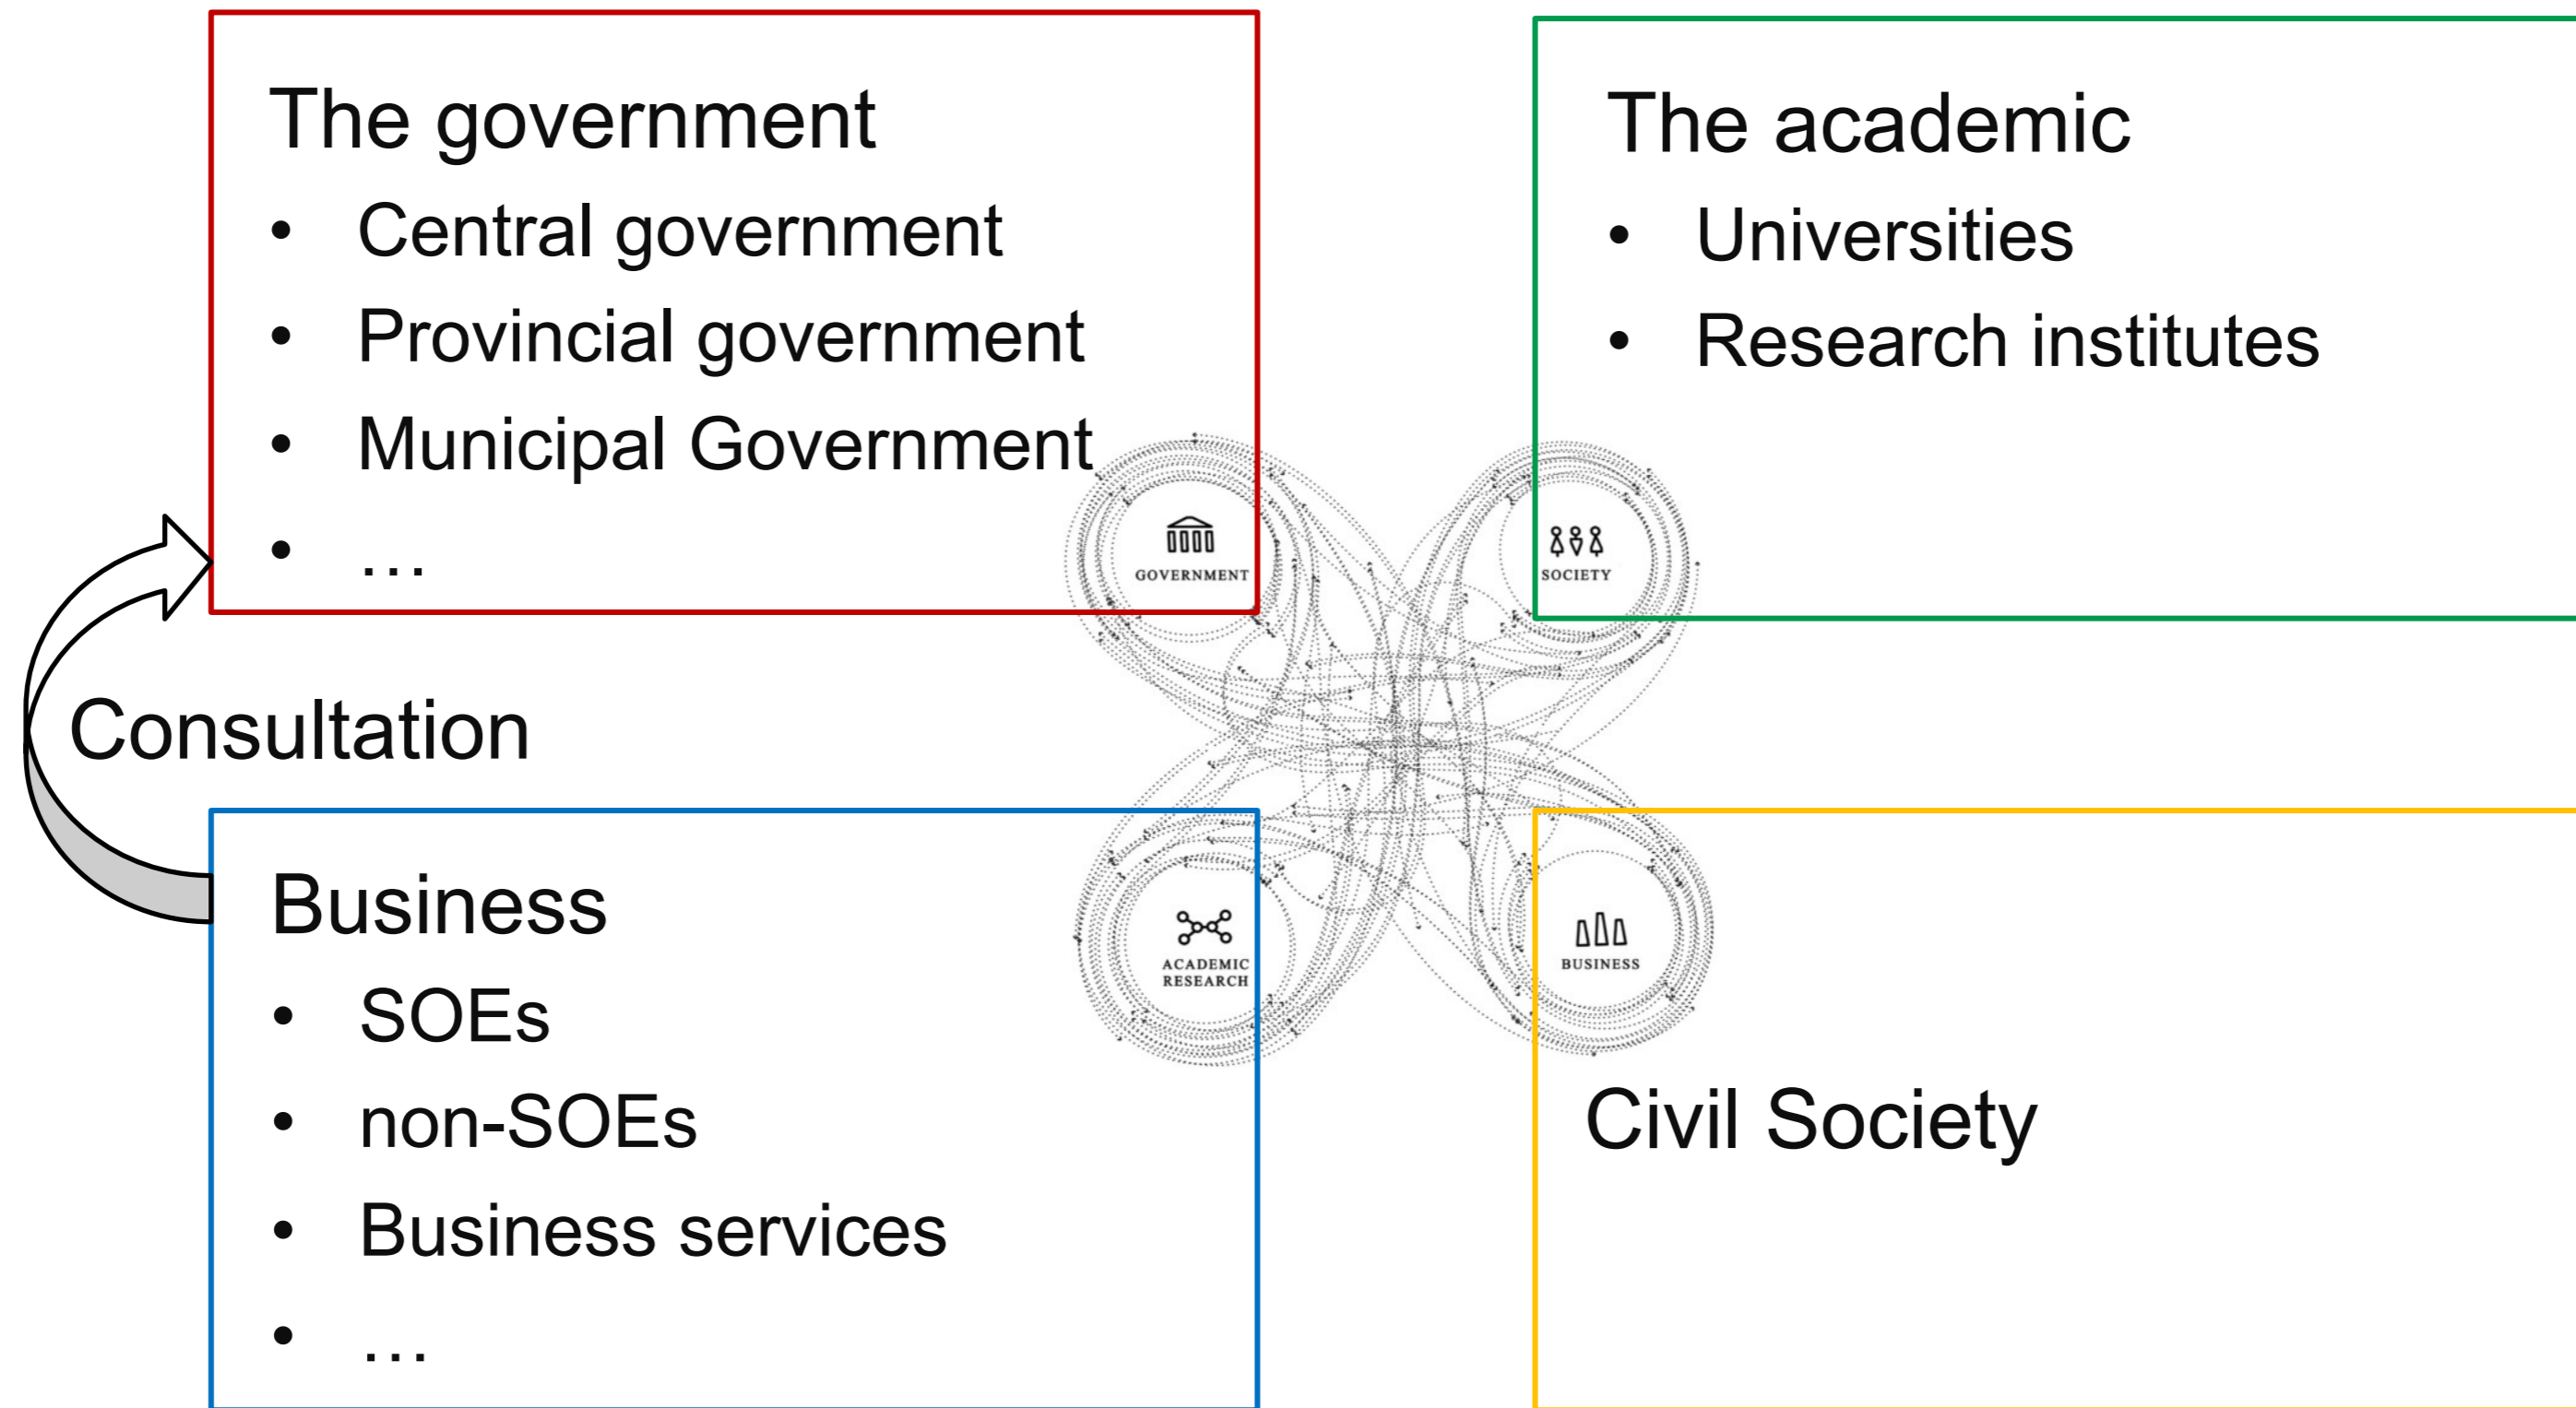 The government
• Central government
• Provincial government
• Municipal Government
• …
The academic
• Universities
• Research institutes
GOVERNMENT
SOCIETY
Consultation
Business
• SOEs
• non-SOEs
• Business services
• …
ACADEMIC
RESEARCH
BUSINESS
Civil Society